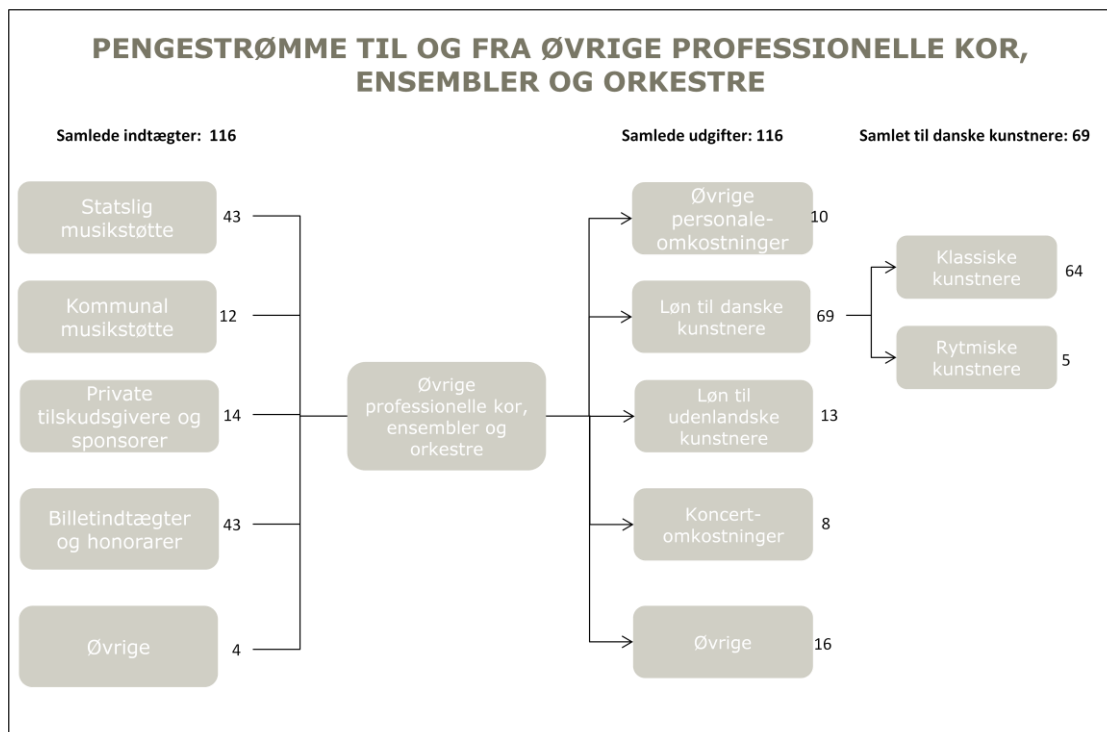 PENGESTRØMME TIL OG FRA ØVRIGE PROFESSIONELLE KOR,
ENSEMBLER OG ORKESTRE
Samlede indtægter: 116
Samlede udgifter: 116
Samlet til danske kunstnere: 69
Statslig
musikstøtte
43
Kommunal
musikstøtte
12
Private
tilskudsgivere og
sponsorer
14
Billetindtægter
og honorarer
43
Øvrige
4
Øvrige
professionelle kor,
ensembler og
orkestre
Øvrige
personale-
omkostninger
10
Løn til danske
kunstnere
69
Løn til
udenlandske
kunstnere
13
Koncert-
omkostninger
8
Øvrige
16
Klassiske
kunstnere
64
Rytmiske
kunstnere
5